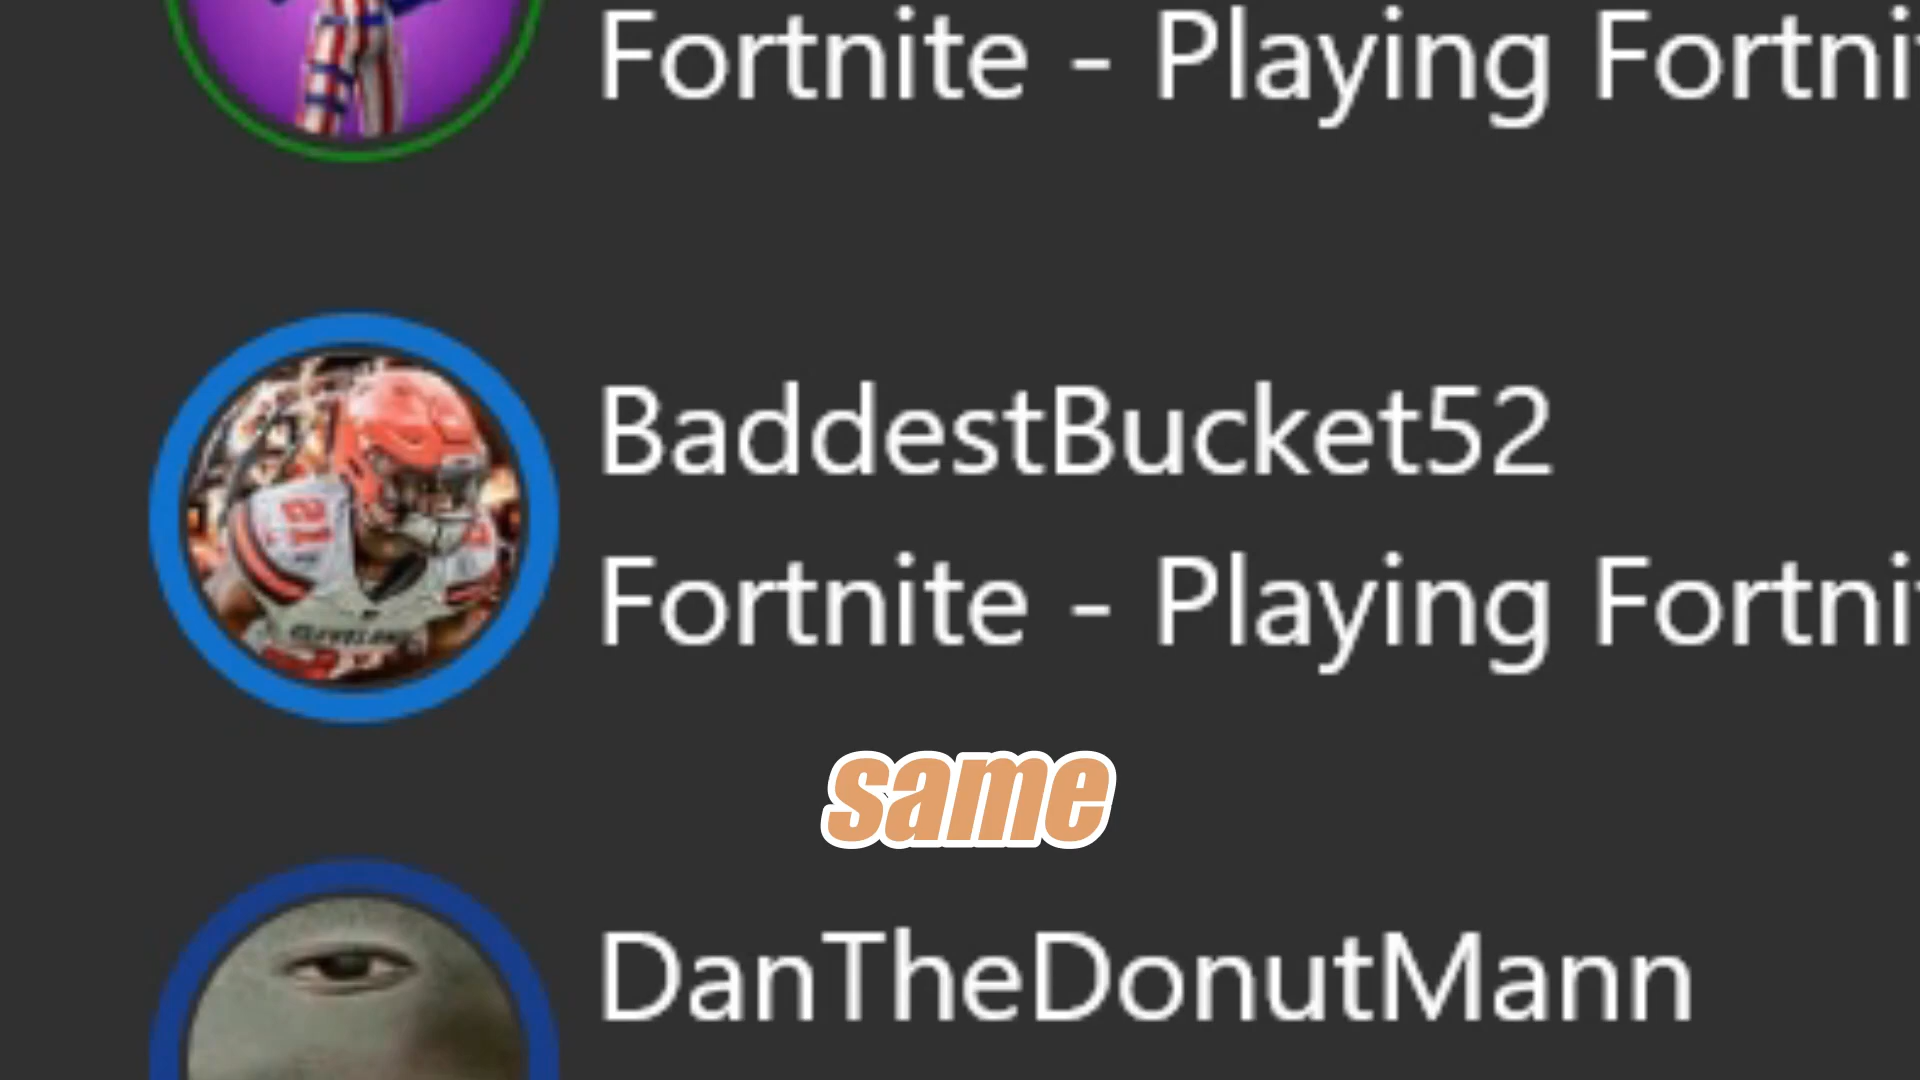 Fortnite - Playing Fortni
BaddestBucket52
Fortnite - Playing Fortni
same
DanTheDonutMann